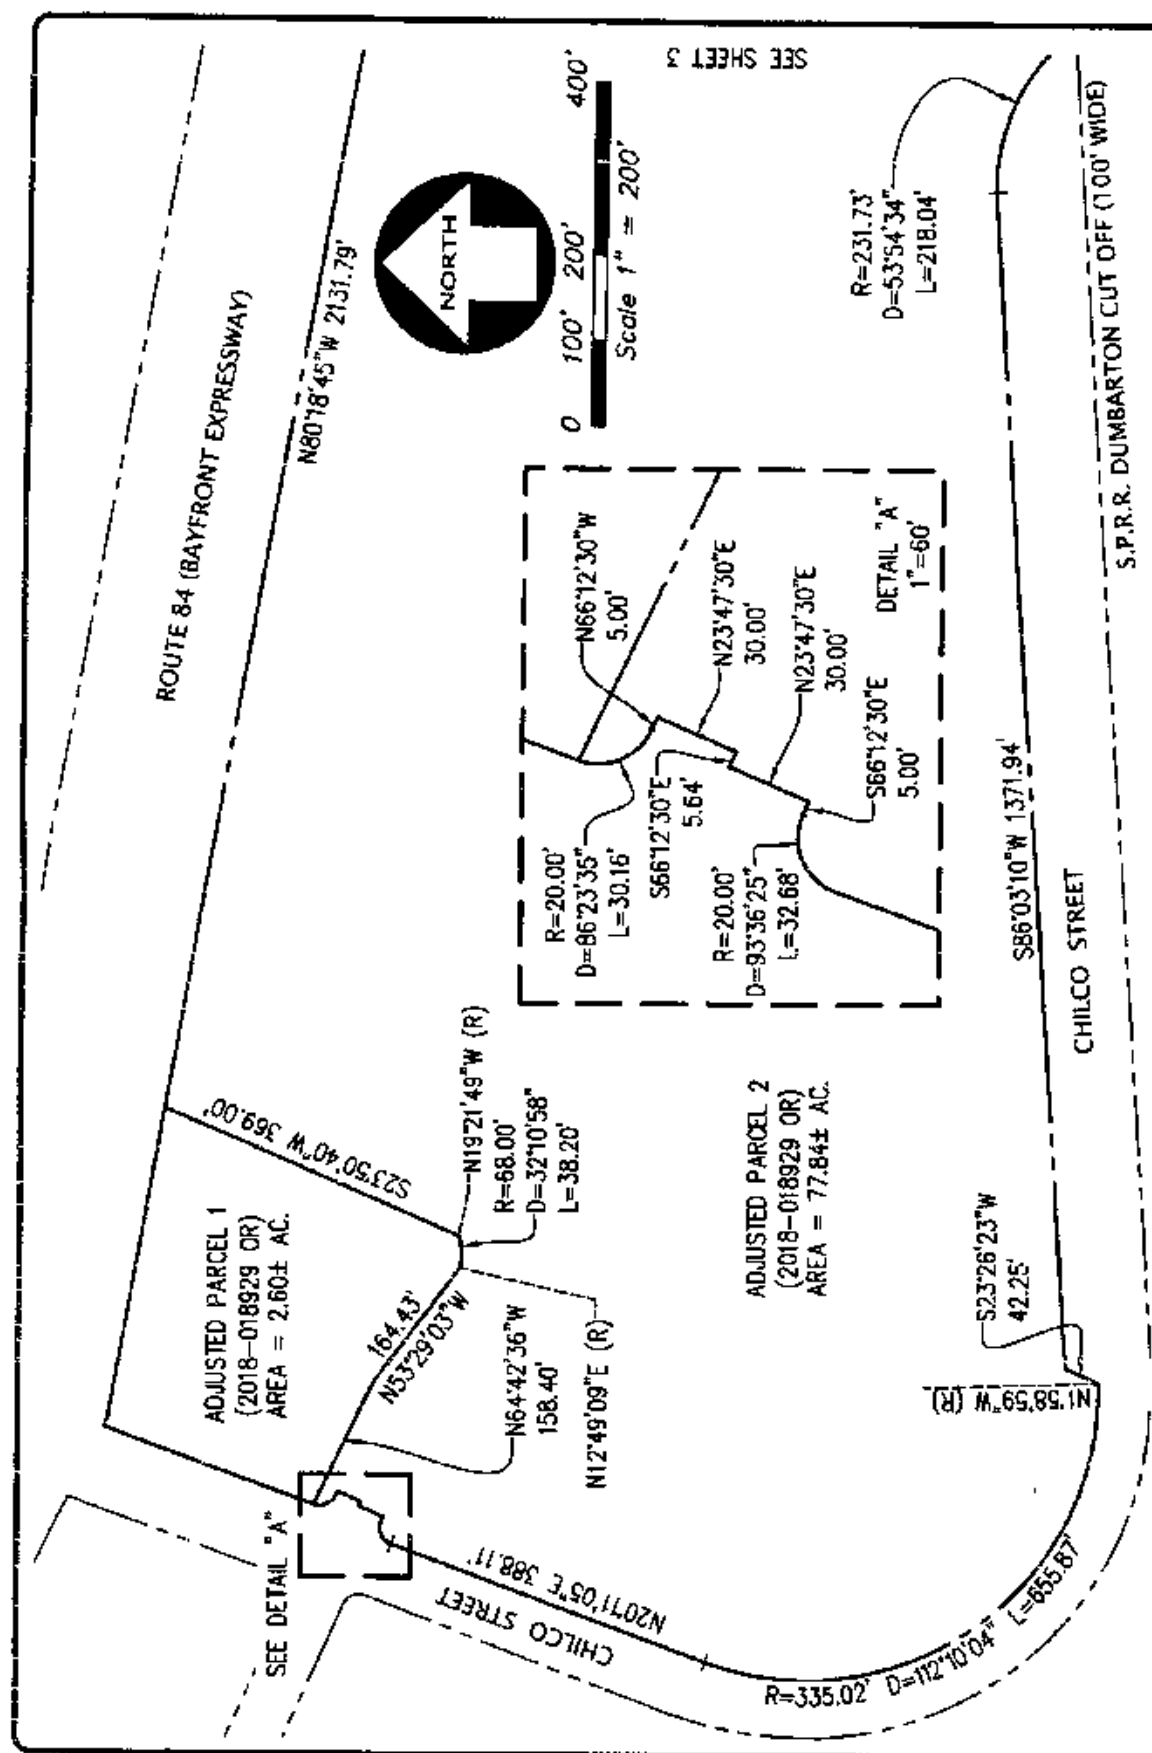 SEE SHEET 3
ROUTE 84 (BAYFRONT EXPRESSWAY)
N80°18'45"W 2131.79'
NORTH
0 100' 200' 400'
Scale 1" = 200'
ADJUSTED PARCEL 1
(2018-018929 OR)
AREA = 2.60± AC.
S23°50'40"W 369.00'
N19°21'49"W (R)
R=68.00'
D=32°10'58"
L=38.20'
164.43'
N53°29'03"W
N64°42'36"W
158.40'
N12°49'09"E (R)
SEE DETAIL "A"
CHILCO STREET
N20°11'05"E 388.11'
R=335.02' D=112°10'04" L=655.87'
R=20.00'
D=86°23'35"
L=30.16'
N66°12'30"W
5.00'
S66°12'30"E
5.64'
N23°47'30"E
30.00'
N23°47'30"E
30.00'
R=20.00'
D=93°36'25"
L=32.68'
S66°12'30"E
5.00'
DETAIL "A"
1"=60'
ADJUSTED PARCEL 2
(2018-018929 OR)
AREA = 77.84± AC.
R=231.73'
D=53°54'34"
L=218.04'
S86°03'10"W 1371.94'
S23°26'23"W
42.25'
N1°58'59"W (R)
CHILCO STREET
S.P.R.R. DUMBARTON CUT OFF (100' WIDE)